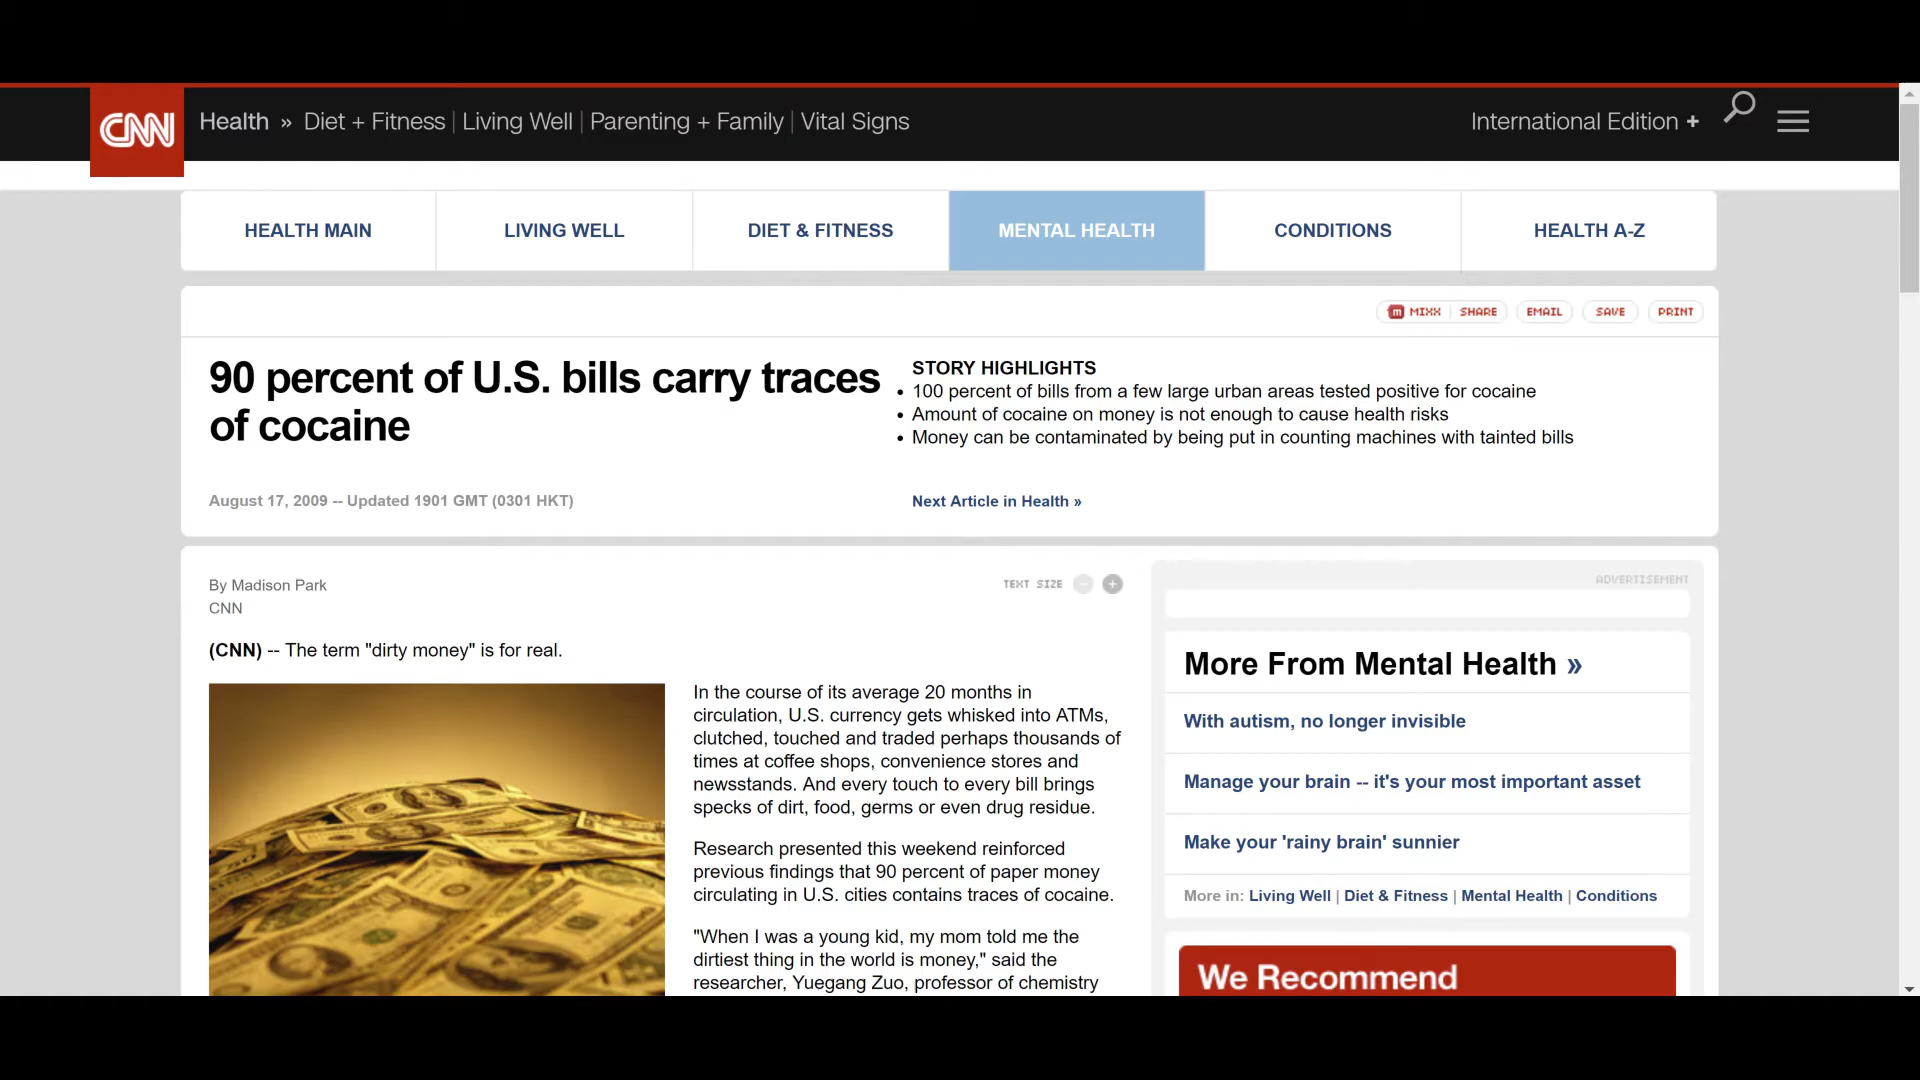 CNN Health » Diet + Fitness | Living Well | Parenting + Family | Vital Signs
International Edition +
HEALTH MAIN
LIVING WELL
DIET & FITNESS
MENTAL HEALTH
CONDITIONS
HEALTH A-Z
MIXX
SHARE
EMAIL
SAVE
PRINT
90 percent of U.S. bills carry traces
of cocaine
August 17, 2009 -- Updated 1901 GMT (0301 HKT)
STORY HIGHLIGHTS
• 100 percent of bills from a few large urban areas tested positive for cocaine
• Amount of cocaine on money is not enough to cause health risks
• Money can be contaminated by being put in counting machines with tainted bills
Next Article in Health »
By Madison Park
CNN
TEXT SIZE
(CNN) -- The term "dirty money" is for real.
In the course of its average 20 months in
circulation, U.S. currency gets whisked into ATMs,
clutched, touched and traded perhaps thousands of
times at coffee shops, convenience stores and
newsstands. And every touch to every bill brings
specks of dirt, food, germs or even drug residue.
Research presented this weekend reinforced
previous findings that 90 percent of paper money
circulating in U.S. cities contains traces of cocaine.
"When I was a young kid, my mom told me the
dirtiest thing in the world is money," said the
researcher, Yuegang Zuo, professor of chemistry
ADVERTISEMENT
More From Mental Health »
With autism, no longer invisible
Manage your brain -- it's your most important asset
Make your 'rainy brain' sunnier
More in: Living Well | Diet & Fitness | Mental Health | Conditions
We Recommend